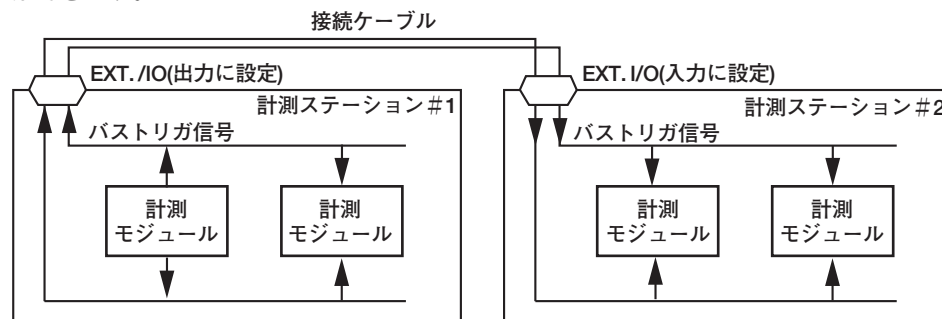 接続ケーブル
EXT. /IO(出力に設定)
EXT. I/O(入力に設定)
計測ステーション＃1
計測ステーション＃2
バストリガ信号
バストリガ信号
計測
モジュール
計測
モジュール
計測
モジュール
計測
モジュール